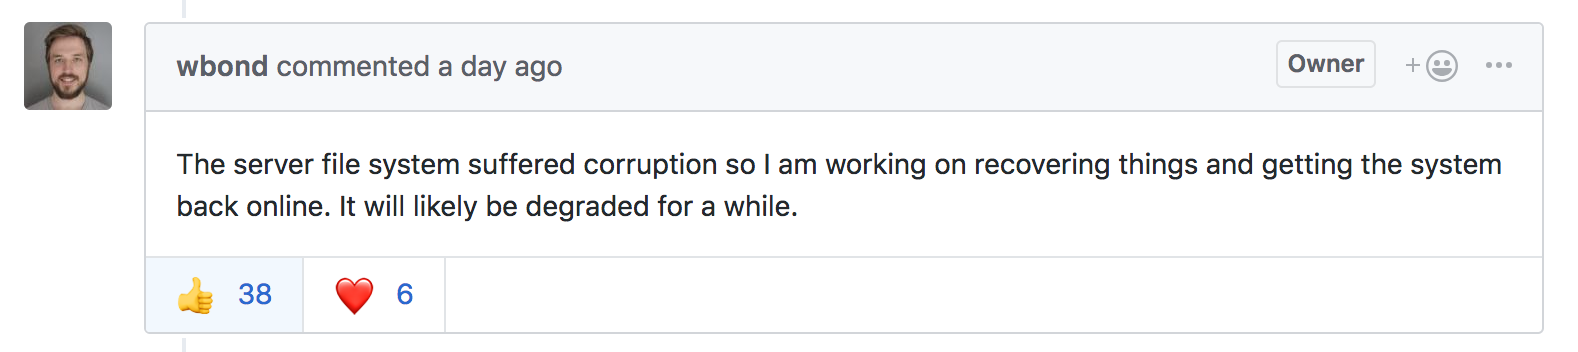 wbond commented a day ago
Owner
The server file system suffered corruption so I am working on recovering things and getting the system
back online. It will likely be degraded for a while.
38
6